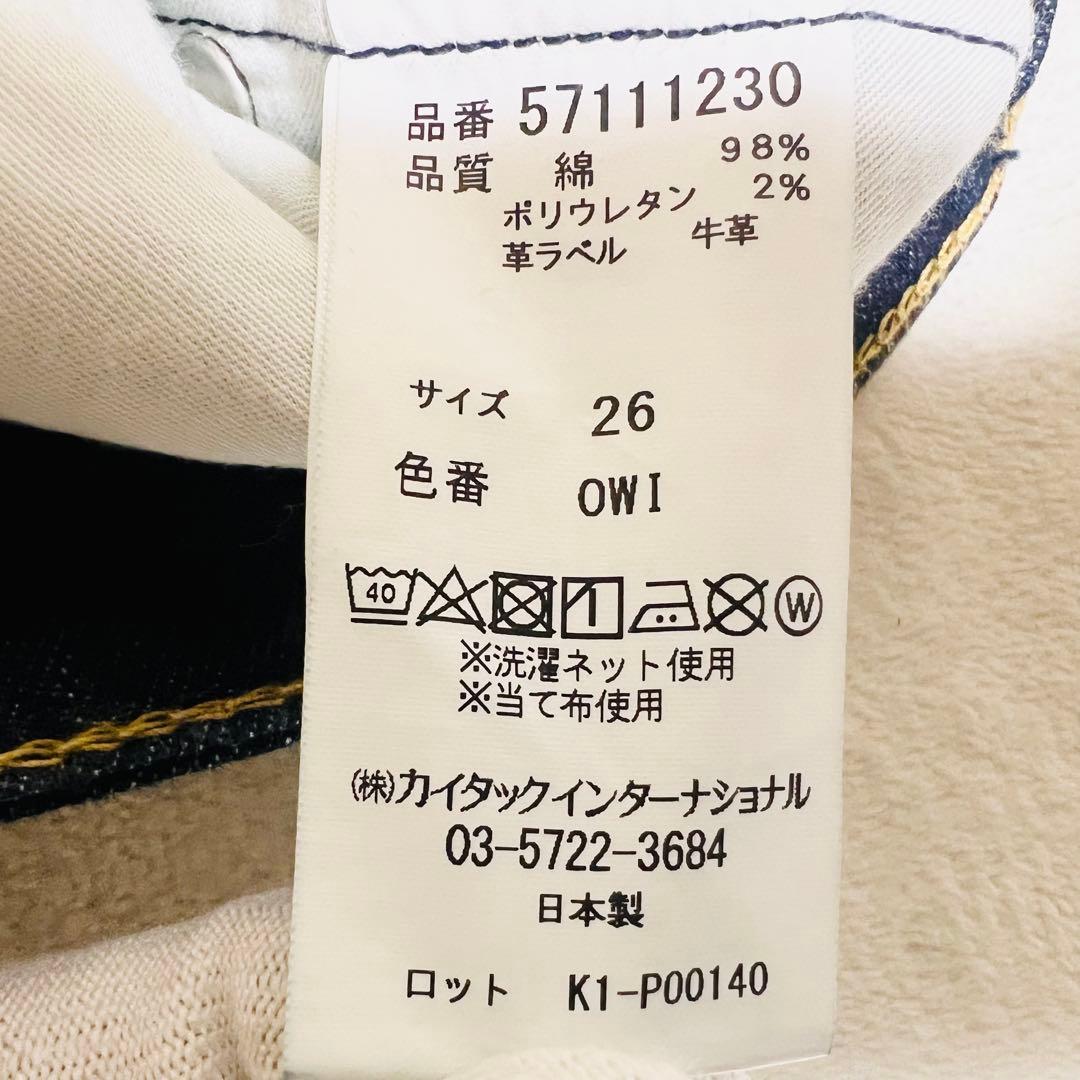 品番 57111230
品質 綿 98%
ポリウレタン 2%
革ラベル 牛革
サイズ 26
色番 OWI
40 W
※洗濯ネット使用
※当て布使用
(株)カイタックインターナショナル
03-5722-3684
日本製
ロット K1-P00140